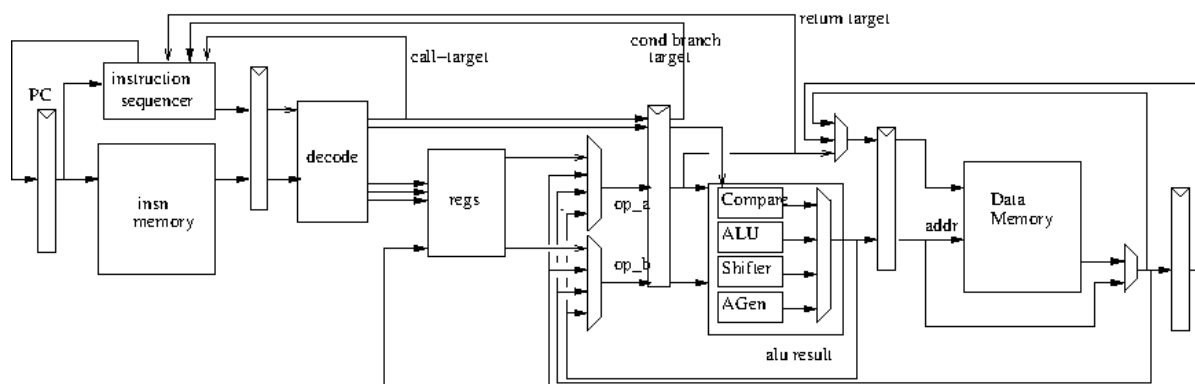 return target
cond branch
target
call-target
PC
instruction
sequencer
decode
insn
memory
regs
op_a
op_b
Compare
ALU
Shifter
AGen
alu result
addr
Data
Memory